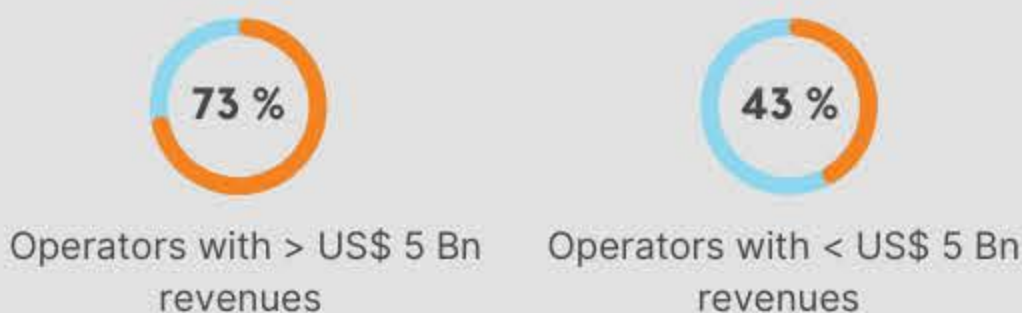 73 %
43 %
Operators with > US$ 5 Bn
revenues
Operators with < US$ 5 Bn
revenues